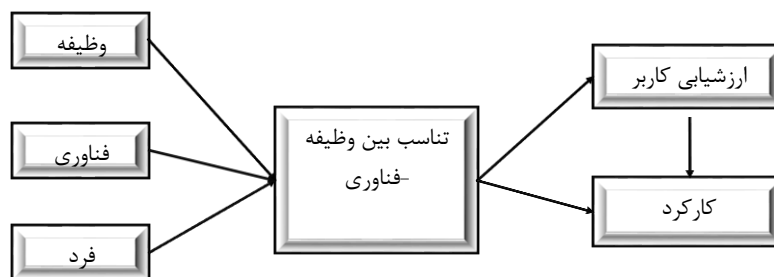 وظیفه
فناوری
فرد
تناسب بین وظیفه
-فناوری
ارزشیابی کاربر
کارکرد